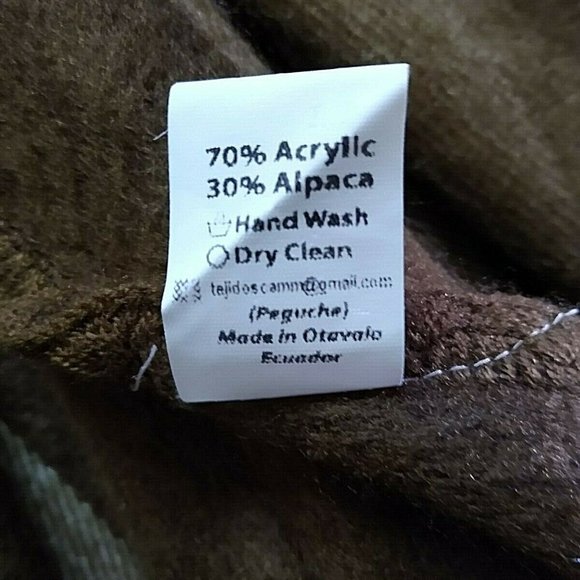 70% Acrylic
30% Alpaca
Hand Wash
Dry Clean
tejidoscamm@gmail.com
(Peguche)
Made in Otavalo
Ecuador